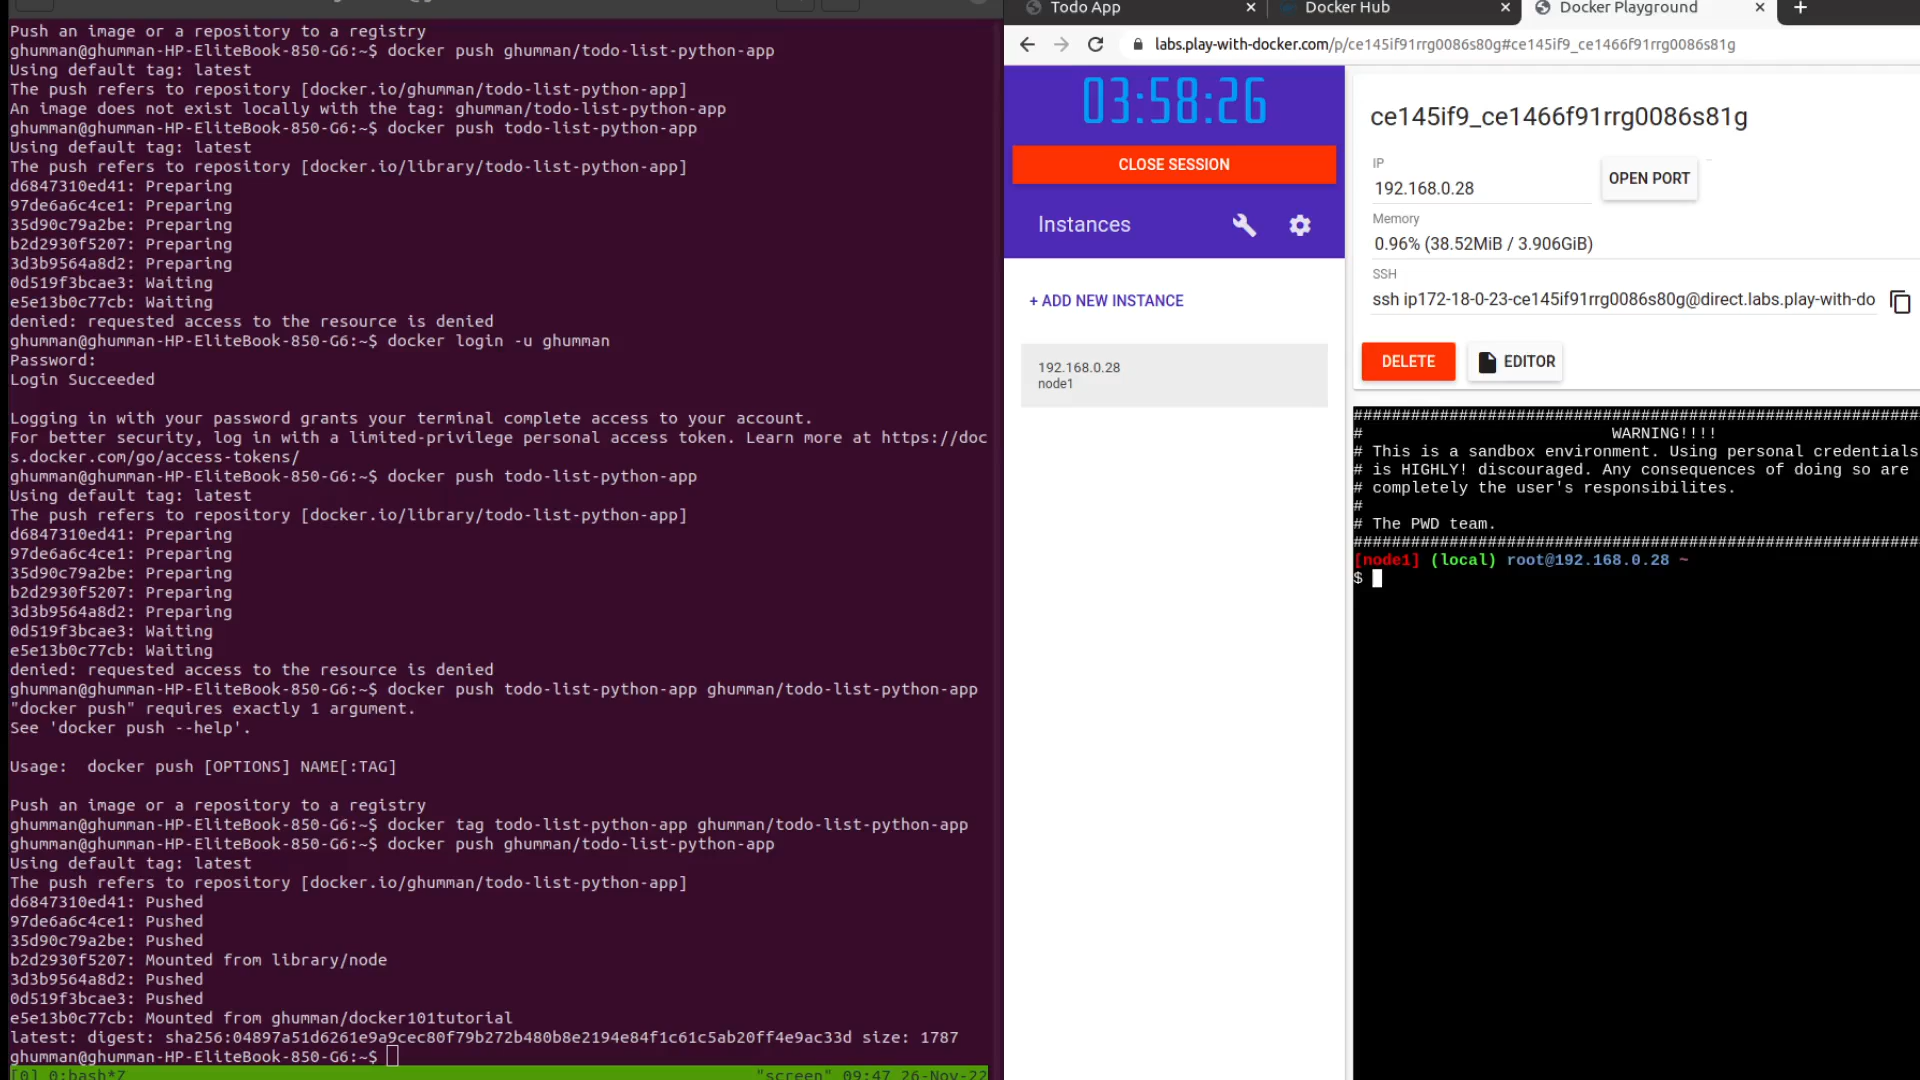 Push an image or a repository to a registry
ghumman@ghumman-HP-EliteBook-850-G6:~$ docker push ghumman/todo-list-python-app
Using default tag: latest
The push refers to repository [docker.io/ghumman/todo-list-python-app]
An image does not exist locally with the tag: ghumman/todo-list-python-app
ghumman@ghumman-HP-EliteBook-850-G6:~$ docker push todo-list-python-app
Using default tag: latest
The push refers to repository [docker.io/library/todo-list-python-app]
d6847310ed41: Preparing
97de6a6c4ce1: Preparing
35d90c79a2be: Preparing
b2d2930f5207: Preparing
3d3b9564a8d2: Preparing
0d519f3bcae3: Waiting
e5e13b0c77cb: Waiting
denied: requested access to the resource is denied
ghumman@ghumman-HP-EliteBook-850-G6:~$ docker login -u ghumman
Password:
Login Succeeded
Logging in with your password grants your terminal complete access to your account.
For better security, log in with a limited-privilege personal access token. Learn more at https://doc
s.docker.com/go/access-tokens/
ghumman@ghumman-HP-EliteBook-850-G6:~$ docker push todo-list-python-app
Using default tag: latest
The push refers to repository [docker.io/library/todo-list-python-app]
d6847310ed41: Preparing
97de6a6c4ce1: Preparing
35d90c79a2be: Preparing
b2d2930f5207: Preparing
3d3b9564a8d2: Preparing
0d519f3bcae3: Waiting
e5e13b0c77cb: Waiting
denied: requested access to the resource is denied
ghumman@ghumman-HP-EliteBook-850-G6:~$ docker push todo-list-python-app ghumman/todo-list-python-app
"docker push" requires exactly 1 argument.
See 'docker push --help'.
Usage:  docker push [OPTIONS] NAME[:TAG]
Push an image or a repository to a registry
ghumman@ghumman-HP-EliteBook-850-G6:~$ docker tag todo-list-python-app ghumman/todo-list-python-app
ghumman@ghumman-HP-EliteBook-850-G6:~$ docker push ghumman/todo-list-python-app
Using default tag: latest
The push refers to repository [docker.io/ghumman/todo-list-python-app]
d6847310ed41: Pushed
97de6a6c4ce1: Pushed
35d90c79a2be: Pushed
b2d2930f5207: Mounted from library/node
3d3b9564a8d2: Pushed
0d519f3bcae3: Pushed
e5e13b0c77cb: Mounted from ghumman/docker101tutorial
latest: digest: sha256:04897a51d6261e9a9cec80f79b272b480b8e2194e84f1c61c5ab20ff4e9ac33d size: 1787
ghumman@ghumman-HP-EliteBook-850-G6:~$
[0] 0:bash*Z "screen" 09:47 26-Nov-22
Todo App
Docker Hub
Docker Playground
labs.play-with-docker.com/p/ce145if91rrg0086s80g#ce145if9_ce1466f91rrg0086s81g
03:58:26
CLOSE SESSION
Instances
+ ADD NEW INSTANCE
192.168.0.28
node1
ce145if9_ce1466f91rrg0086s81g
IP
192.168.0.28
OPEN PORT
Memory
0.96% (38.52MiB / 3.906GiB)
SSH
ssh ip172-18-0-23-ce145if91rrg0086s80g@direct.labs.play-with-do
DELETE
EDITOR
###########################################################
# WARNING!!!!
# This is a sandbox environment. Using personal credentials
# is HIGHLY! discouraged. Any consequences of doing so are
# completely the user's responsibilites.
#
# The PWD team.
###########################################################
[node1] (local) root@192.168.0.28 ~
$